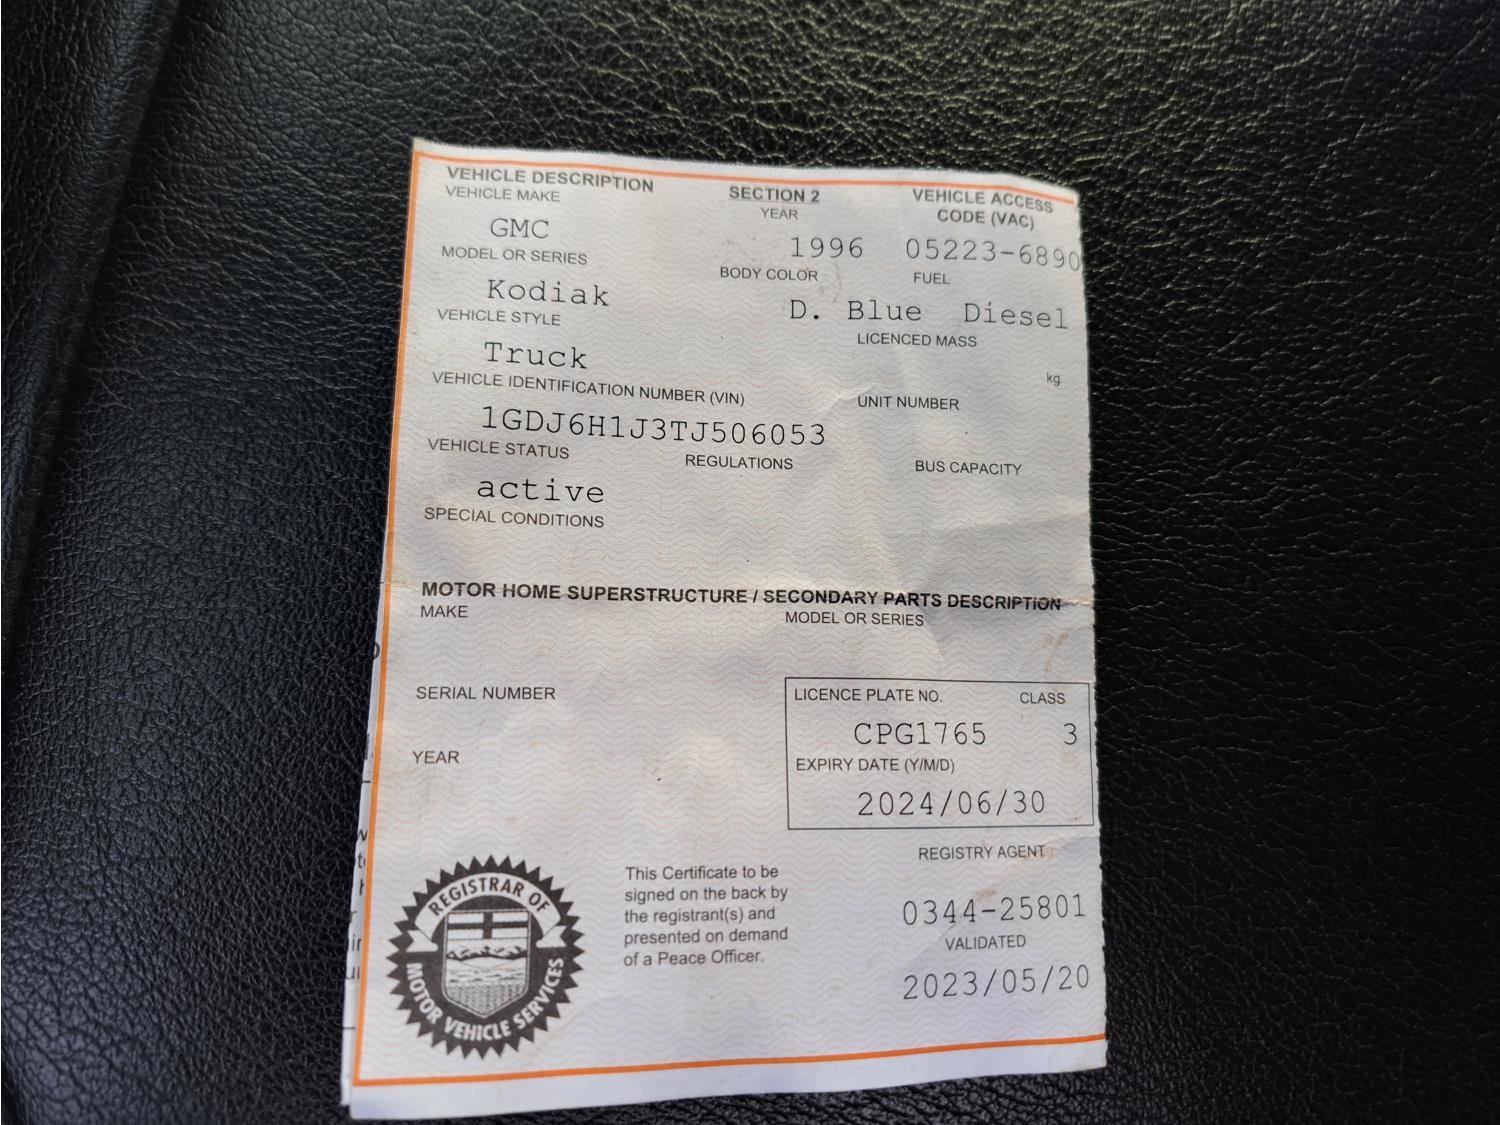 VEHICLE DESCRIPTION SECTION 2 VEHICLE ACCESS
VEHICLE MAKE YEAR CODE (VAC)
GMC 1996 05223-6890
MODEL OR SERIES BODY COLOR FUEL
Kodiak D. Blue Diesel
VEHICLE STYLE LICENCED MASS
Truck kg
VEHICLE IDENTIFICATION NUMBER (VIN) UNIT NUMBER
1GDJ6H1J3TJ506053
VEHICLE STATUS REGULATIONS BUS CAPACITY
active
SPECIAL CONDITIONS
MOTOR HOME SUPERSTRUCTURE / SECONDARY PARTS DESCRIPTION
MAKE MODEL OR SERIES
SERIAL NUMBER LICENCE PLATE NO. CLASS
CPG1765 3
YEAR EXPIRY DATE (Y/M/D)
2024/06/30
REGISTRY AGENT
0344-25801
VALIDATED
2023/05/20
This Certificate to be
signed on the back by
the registrant(s) and
presented on demand
of a Peace Officer.
REGISTRAR OF
MOTOR VEHICLE SERVICES